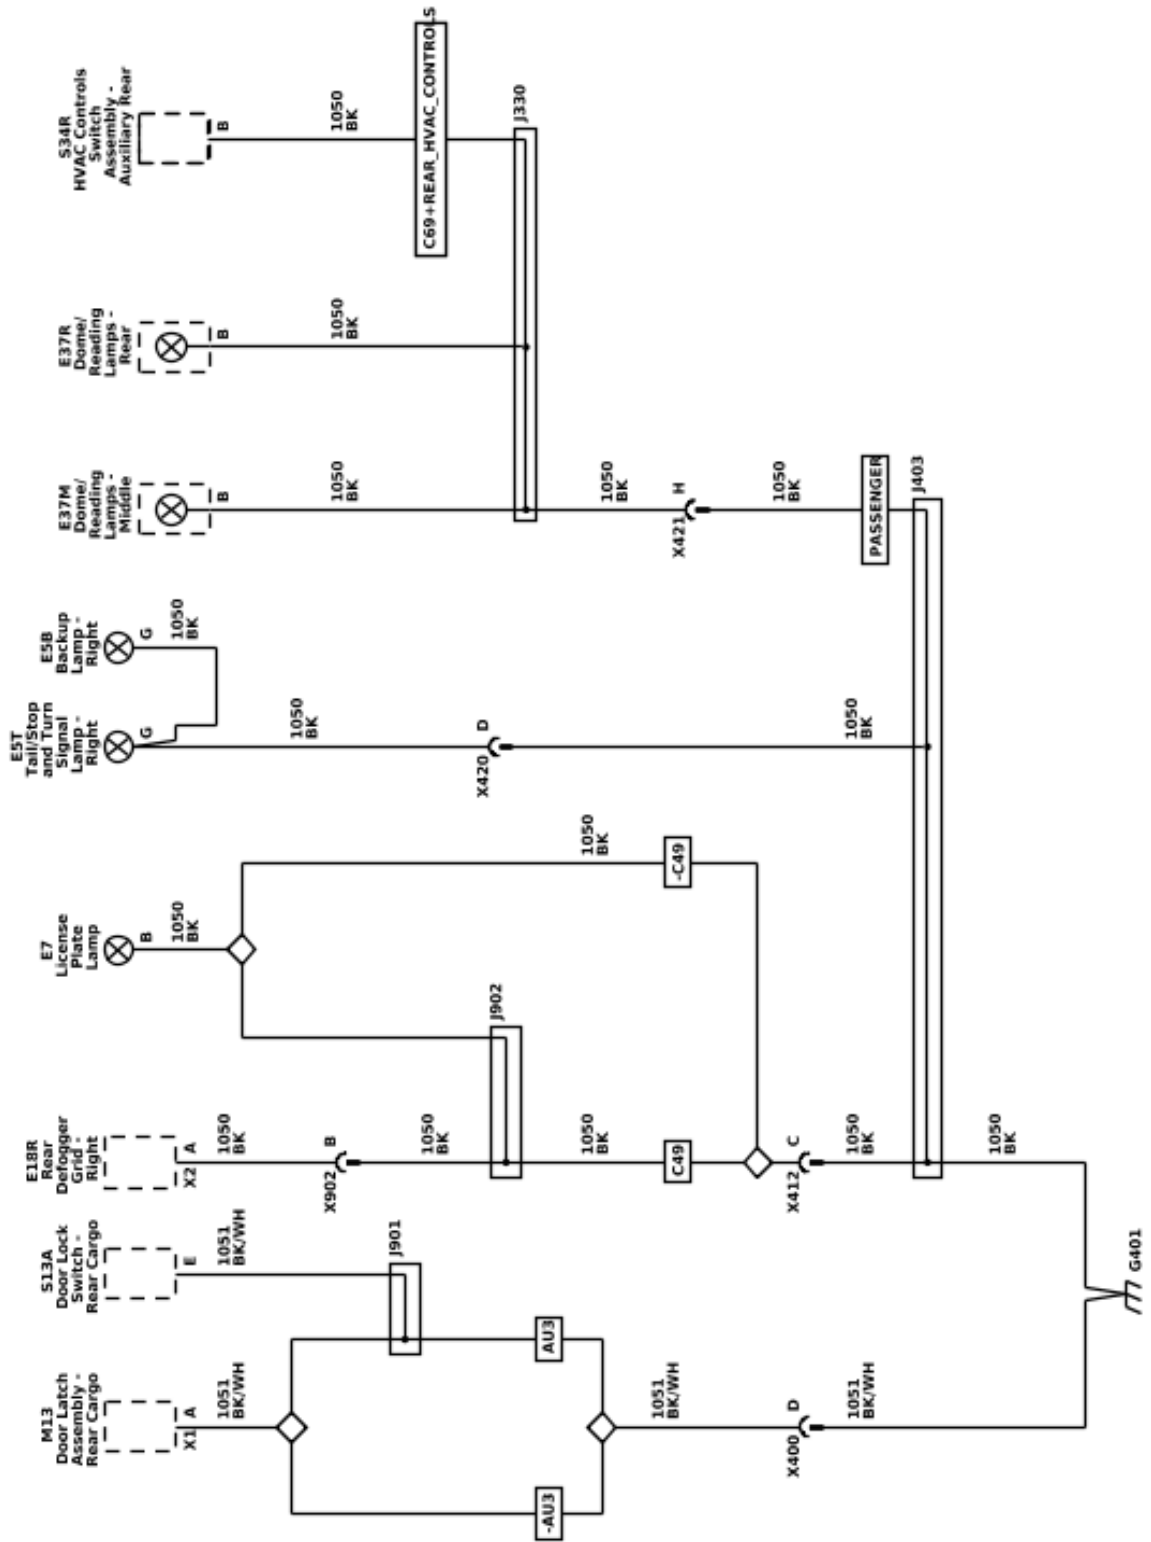 S34R
HVAC Controls
Switch
Assembly -
Auxiliary Rear
B
1050
BK
C69+REAR_HVAC_CONTROLS
J330
E37R
Dome/
Reading
Lamps -
Rear
B
1050
BK
E37M
Dome/
Reading
Lamps -
Middle
B
1050
BK
1050
BK
X421
H
1050
BK
PASSENGER
J403
E5B
Backup
Lamp -
Right
G
1050
BK
E5T
Tail/Stop
and Turn
Signal
Lamp -
Right
G
1050
BK
X420
D
1050
BK
E7
License
Plate
Lamp
B
1050
BK
1050
BK
-C49
J902
E18R
Rear
Defogger
Grid -
Right
X2
A
1050
BK
X902
B
1050
BK
1050
BK
C49
X412
C
1050
BK
1050
BK
S13A
Door Lock
Switch -
Rear Cargo
E
1051
BK/WH
J901
M13
Door Latch
Assembly -
Rear Cargo
X1
A
1051
BK/WH
AU3
-AU3
1051
BK/WH
X400
D
1051
BK/WH
G401